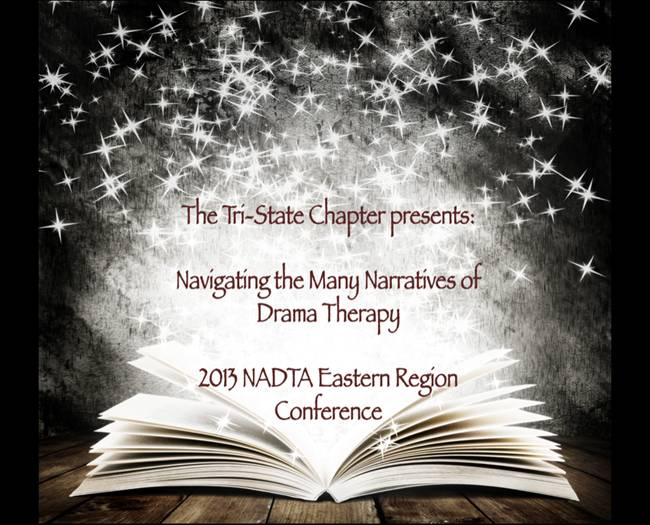 The Tri-State Chapter presents:
Navigating the Many Narratives of
Drama Therapy
2013 NADTA Eastern Region
Conference